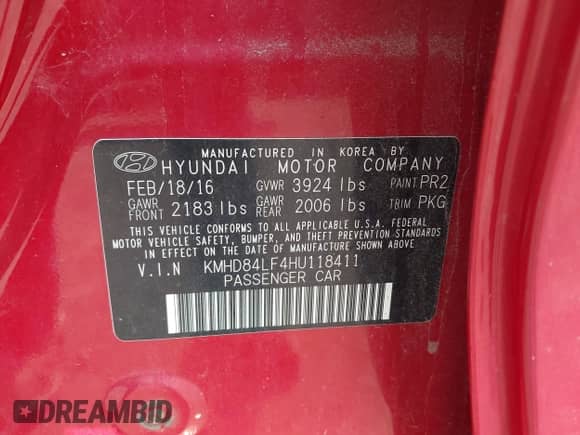 MANUFACTURED IN KOREA BY
HYUNDAI MOTOR COMPANY
FEB/18/16 GVWR 3924 lbs PAINT PR2
GAWR FRONT 2183 lbs GAWR REAR 2006 lbs TRIM PKG
THIS VEHICLE CONFORMS TO ALL APPLICABLE U.S.A. FEDERAL
MOTOR VEHICLE SAFETY, BUMPER, AND THEFT PREVENTION STANDARDS
IN EFFECT ON THE DATE OF MANUFACTURE SHOWN ABOVE.
V.I.N KMHD84LF4HU118411
PASSENGER CAR
DREAMBID